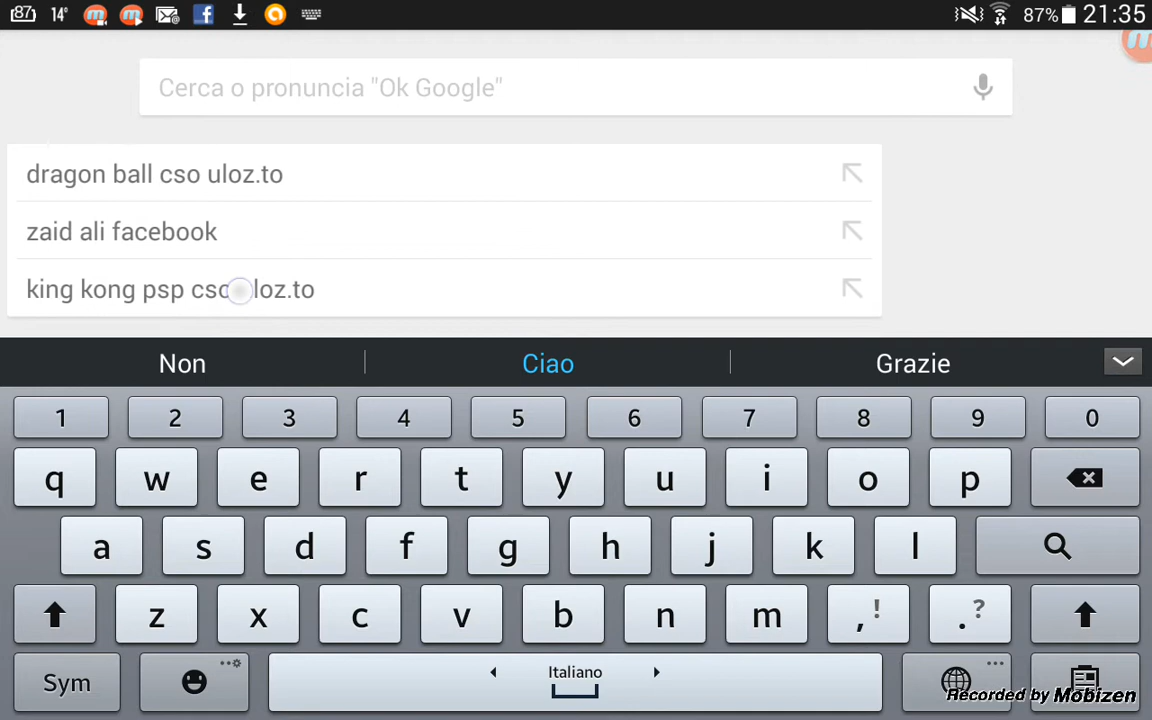 87 14° 87% 21:35
Cerca o pronuncia "Ok Google"
dragon ball cso uloz.to
zaid ali facebook
king kong psp cso loz.to
Non Ciao Grazie
1 2 3 4 5 6 7 8 9 0
q w e r t y u i o p
a s d f g h j k l
z x c v b n m ,! .?
Sym Italiano
Recorded by Mobizen